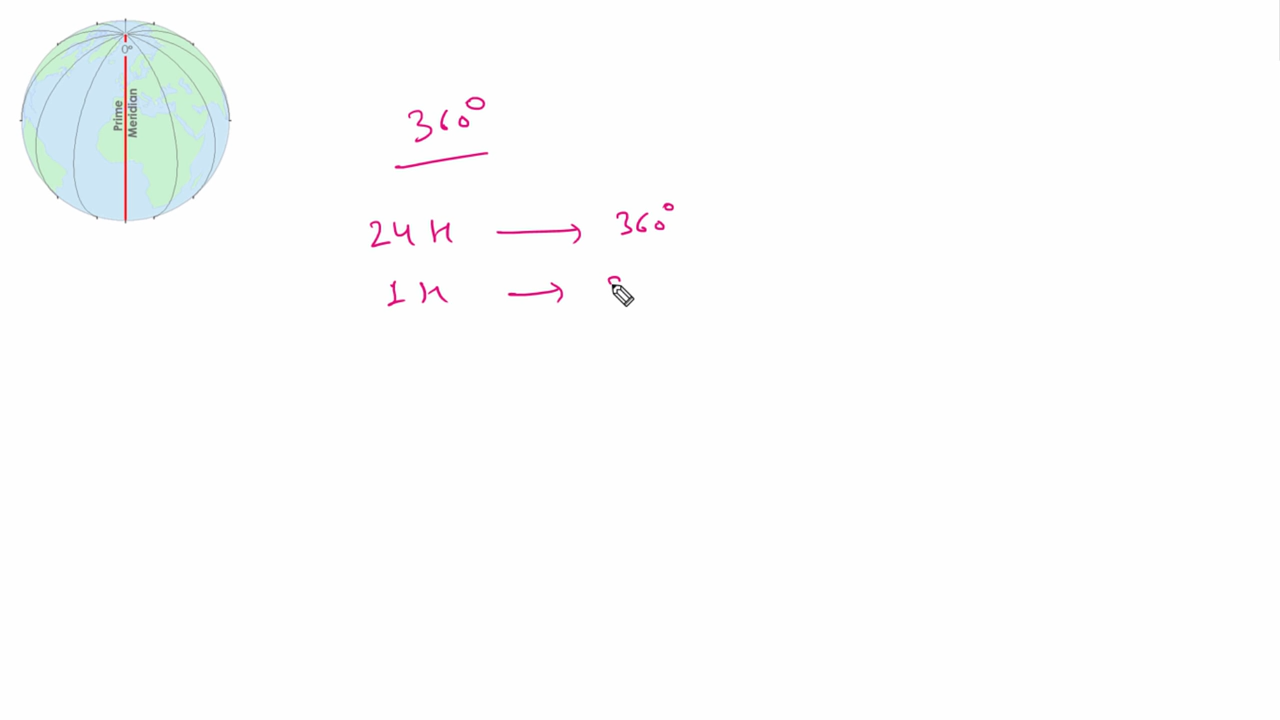 0°
Prime
Meridian
360°
24 H → 360°
1 H →